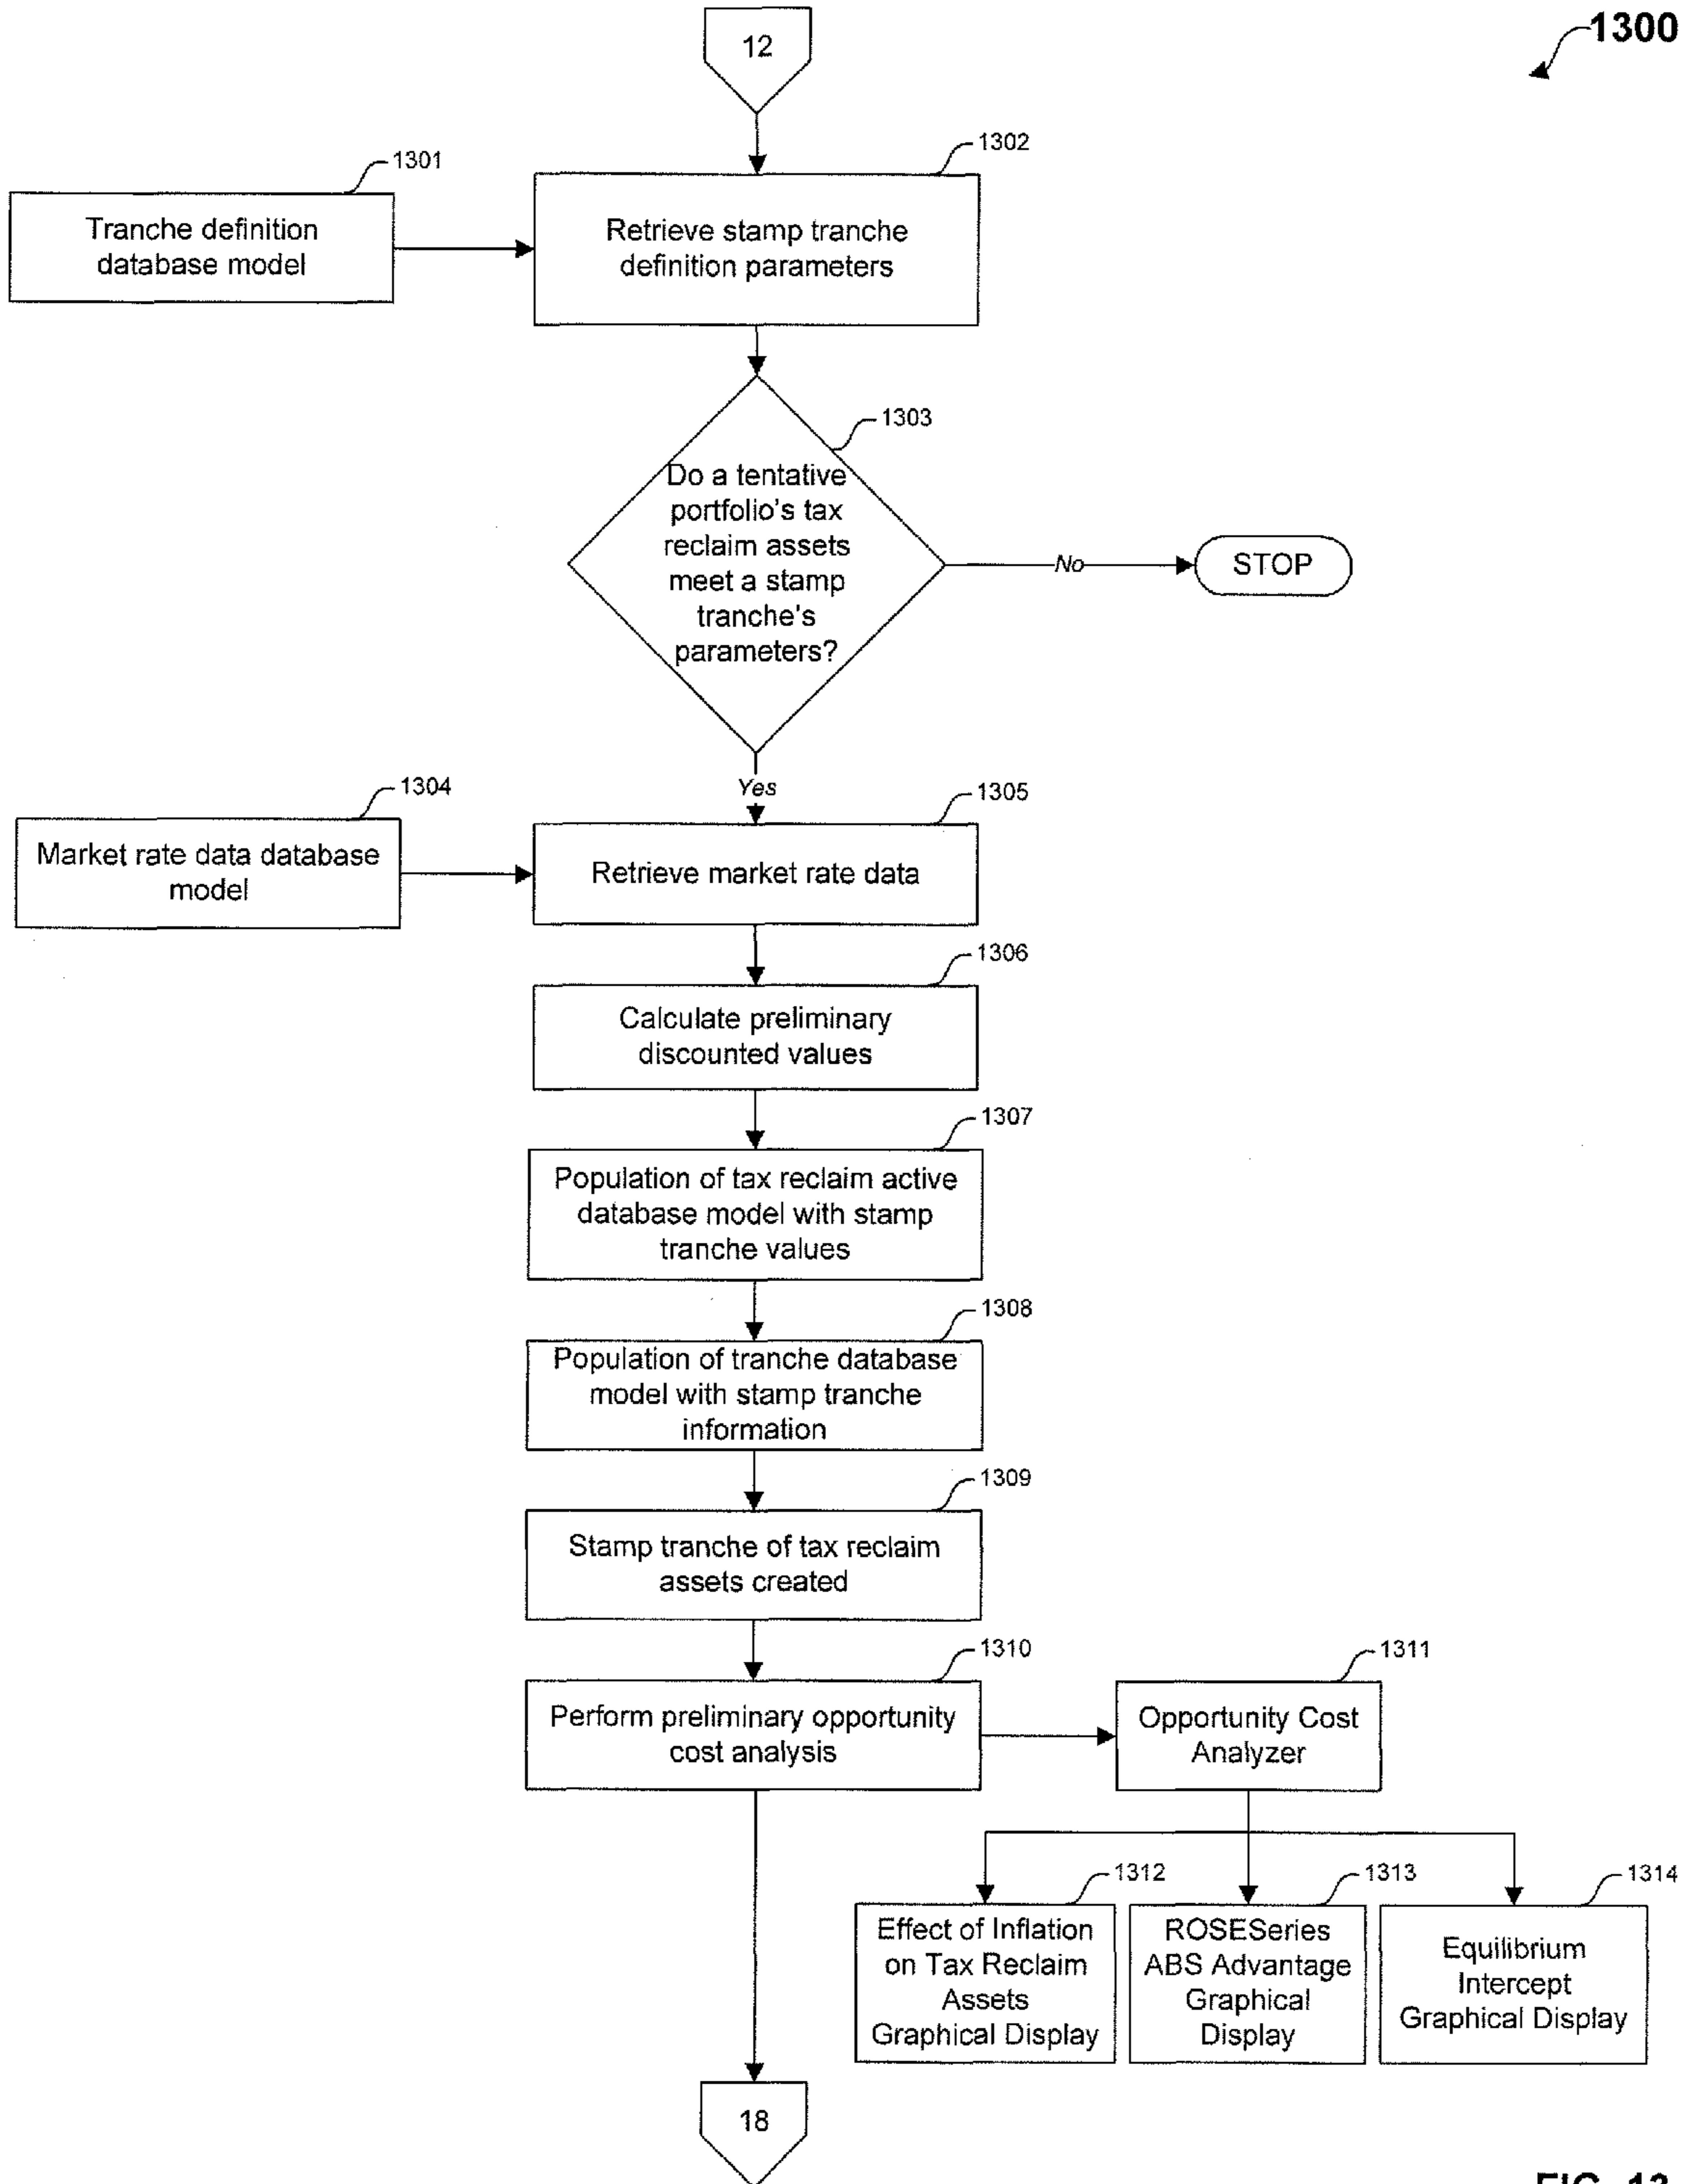 1300
12
1301
1302
Tranche definition
database model
Retrieve stamp tranche
definition parameters
1303
Do a tentative
portfolio's tax
reclaim assets
meet a stamp
tranche's
parameters?
No
STOP
Yes
1304
1305
Market rate data database
model
Retrieve market rate data
1306
Calculate preliminary
discounted values
1307
Population of tax reclaim active
database model with stamp
tranche values
1308
Population of tranche database
model with stamp tranche
information
1309
Stamp tranche of tax reclaim
assets created
1310
1311
Perform preliminary opportunity
cost analysis
Opportunity Cost
Analyzer
1312
1313
1314
Effect of Inflation
on Tax Reclaim
Assets
Graphical Display
ROSESeries
ABS Advantage
Graphical
Display
Equilibrium
Intercept
Graphical Display
18
FIG. 13